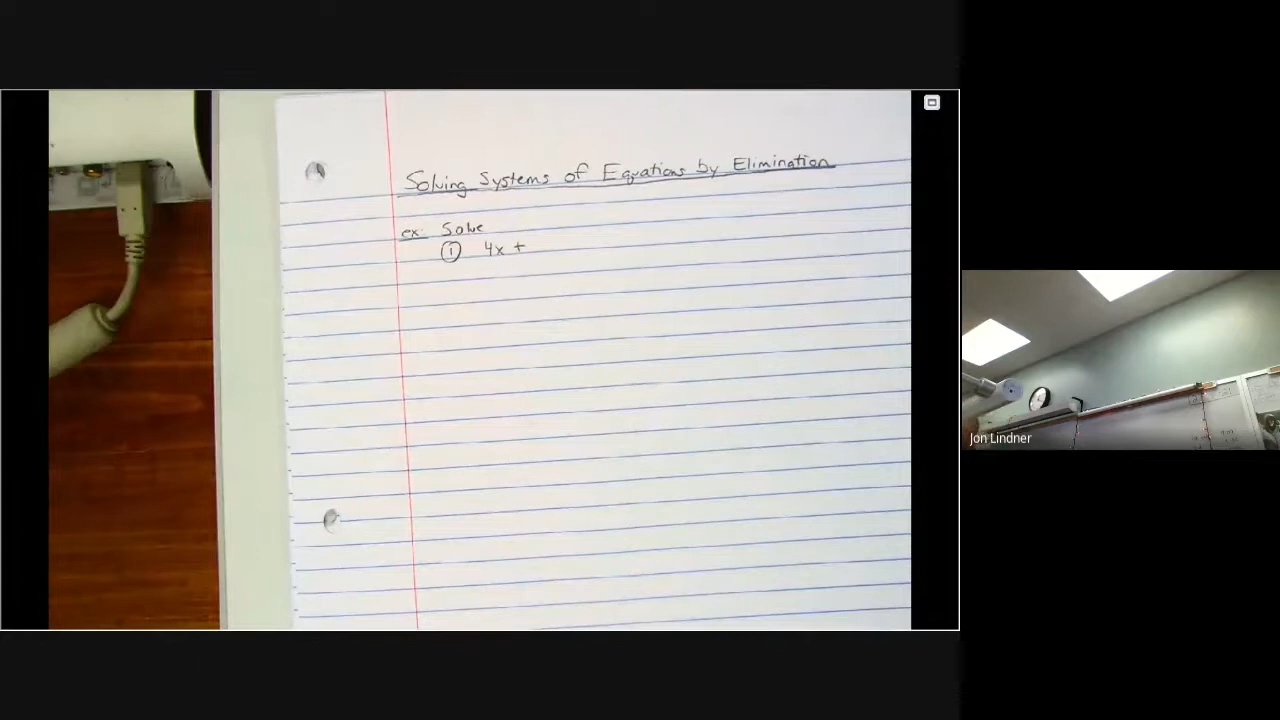 Solving Systems of Equations by Elimination
ex: Solve
① 4x +
Jon Lindner